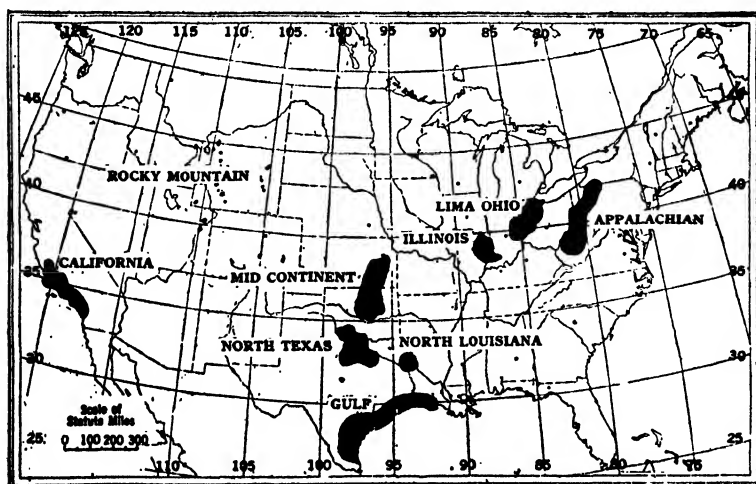 125 120 115 110 105 100 95 90 85 80 75 70 65
45 45
ROCKY MOUNTAIN
40 LIMA OHIO 40
ILLINOIS APPALACHIAN
CALIFORNIA
35 MID CONTINENT 35
NORTH TEXAS NORTH LOUISIANA
30 30
GULF
Scale of
Statute Miles
0 100 200 300
25 25
110 105 100 95 90 85 80 75